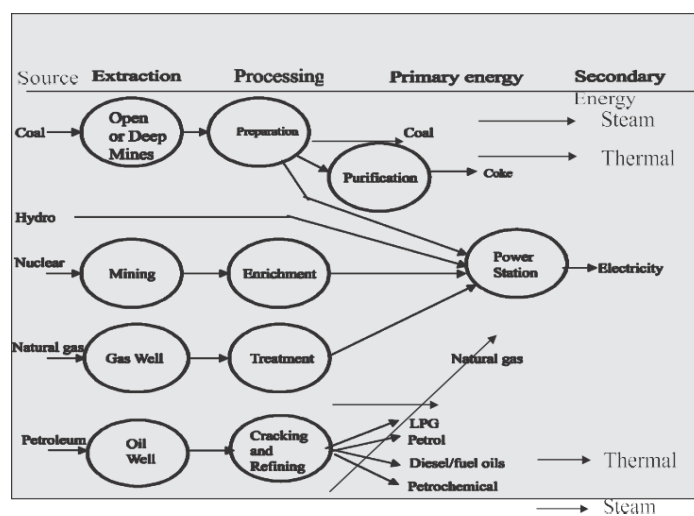 Source Extraction Processing Primary energy Secondary
Energy
Coal
Open
or Deep
Mines
Preparation
Coal
Steam
Purification
Coke
Thermal
Hydro
Nuclear
Mining
Enrichment
Power
Station
Electricity
Natural gas
Gas Well
Treatment
Natural gas
Petroleum
Oil
Well
Cracking
and
Refining
LPG
Petrol
Diesel/fuel oils
Petrochemical
Thermal
Steam